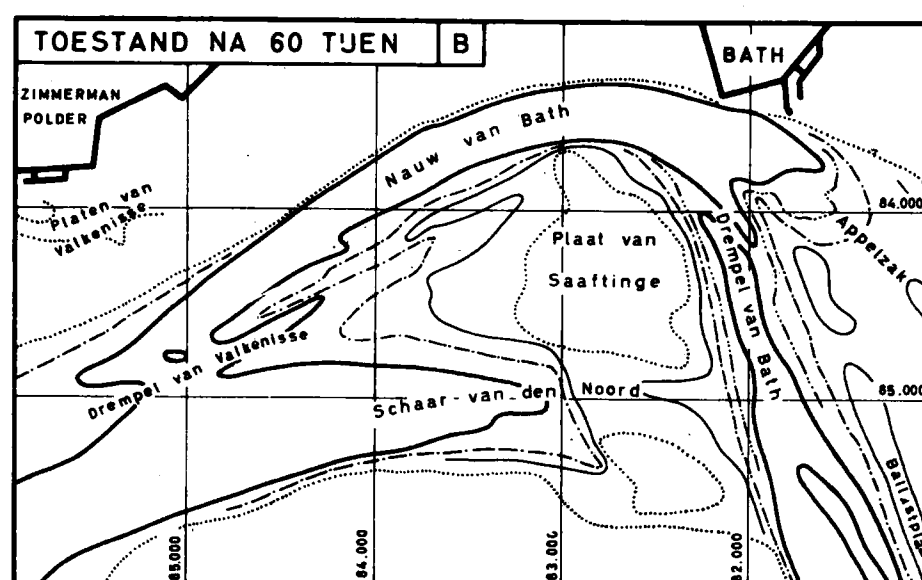 TOESTAND NA 60 TIJEN B
BATH
ZIMMERMAN
POLDER
Nauw van Bath
Platen van
Valkenisse
84.000
Appelzak
Drempel van Bath
Plaat van
Saaftinge
Drempel van Valkenisse
Schaar van den Noord
85.000
85.000
84.000
83.000
82.000